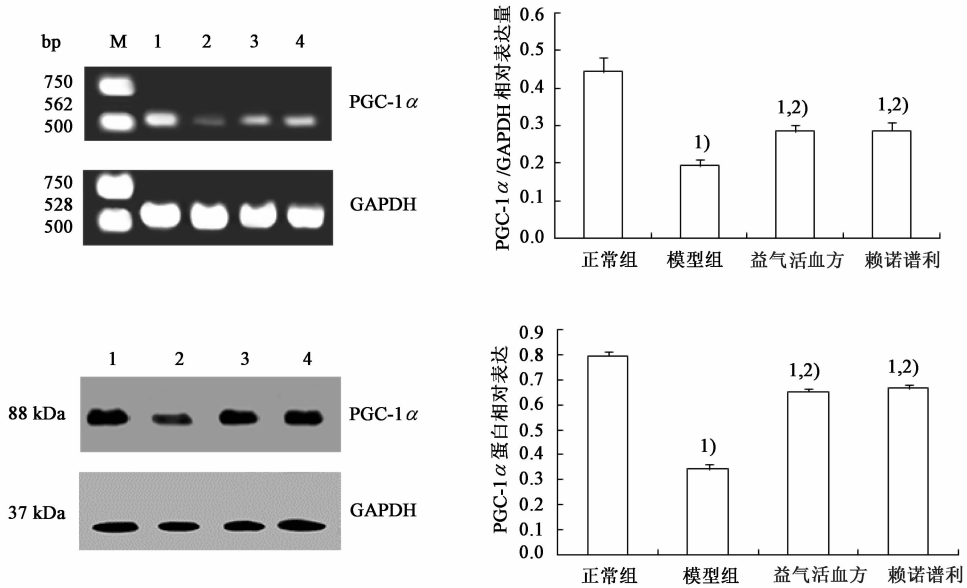 bp M 1 2 3 4
750
562
500
PGC-1α
750
528
500
GAPDH
PGC-1α/GAPDH 相对表达量
0.6
0.5
0.4
0.3
0.2
0.1
0.0
1)
1,2)
1,2)
正常组 模型组 益气活血方 赖诺谱利
1 2 3 4
88 kDa
PGC-1α
37 kDa
GAPDH
PGC-1α 蛋白相对表达
0.9
0.8
0.7
0.6
0.5
0.4
0.3
0.2
0.1
0.0
1)
1,2)
1,2)
正常组 模型组 益气活血方 赖诺谱利